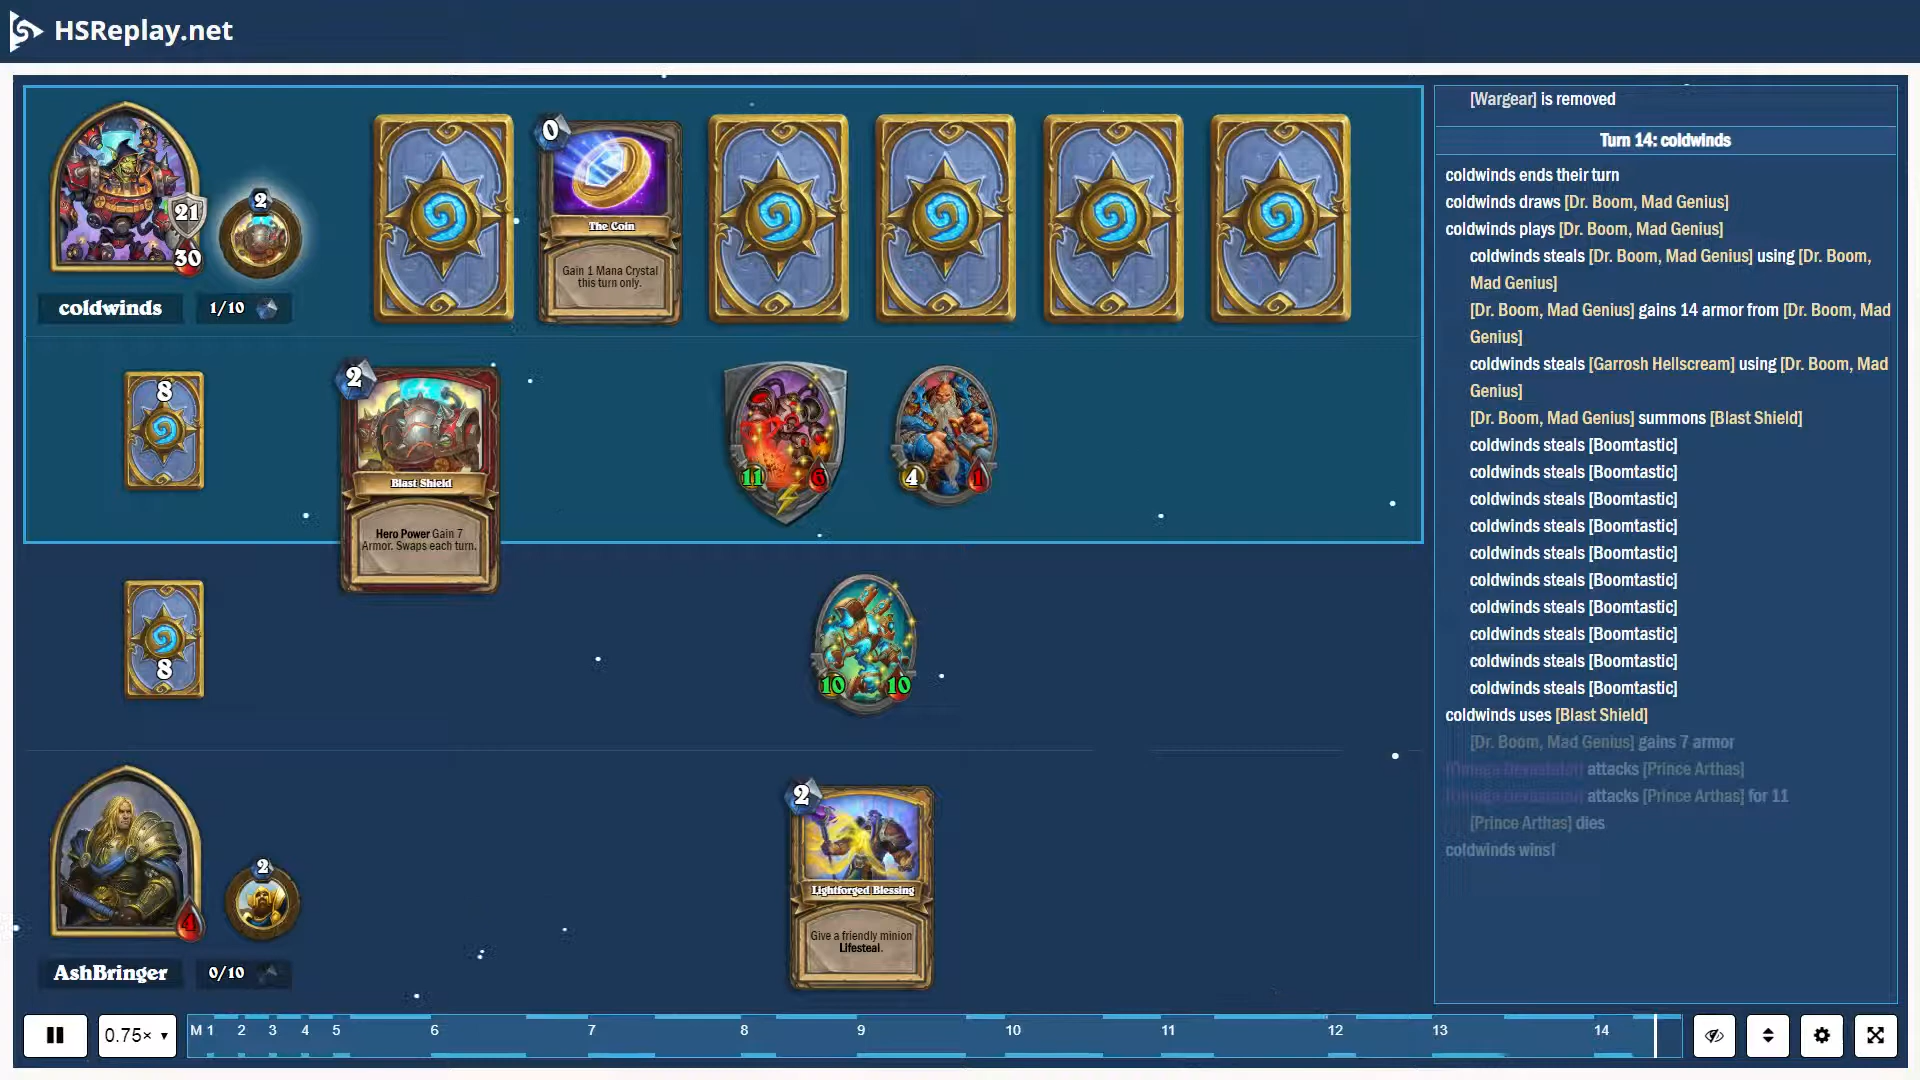 HSReplay.net
[Wargear] is removed
Turn 14: coldwinds
coldwinds ends their turn
coldwinds draws [Dr. Boom, Mad Genius]
coldwinds plays [Dr. Boom, Mad Genius]
coldwinds steals [Dr. Boom, Mad Genius] using [Dr. Boom,
Mad Genius]
[Dr. Boom, Mad Genius] gains 14 armor from [Dr. Boom, Mad
Genius]
coldwinds steals [Garrosh Hellscream] using [Dr. Boom, Mad
Genius]
[Dr. Boom, Mad Genius] summons [Blast Shield]
coldwinds steals [Boomtastic]
coldwinds steals [Boomtastic]
coldwinds steals [Boomtastic]
coldwinds steals [Boomtastic]
coldwinds steals [Boomtastic]
coldwinds steals [Boomtastic]
coldwinds steals [Boomtastic]
coldwinds steals [Boomtastic]
coldwinds steals [Boomtastic]
coldwinds steals [Boomtastic]
coldwinds uses [Blast Shield]
[Dr. Boom, Mad Genius] gains 7 armor
attacks [Prince Arthas]
attacks [Prince Arthas] for 11
[Prince Arthas] dies
coldwinds wins!
21
30
2
coldwinds
1/10
0
The Coin
Gain 1 Mana Crystal
this turn only.
8
2
Blast Shield
Hero Power Gain 7
Armor. Swaps each turn.
11
6
4
1
8
10
10
4
2
AshBringer
0/10
2
Lightforged Blessing
Give a friendly minion
Lifesteal.
0.75×
M 1 2 3 4 5 6 7 8 9 10 11 12 13 14